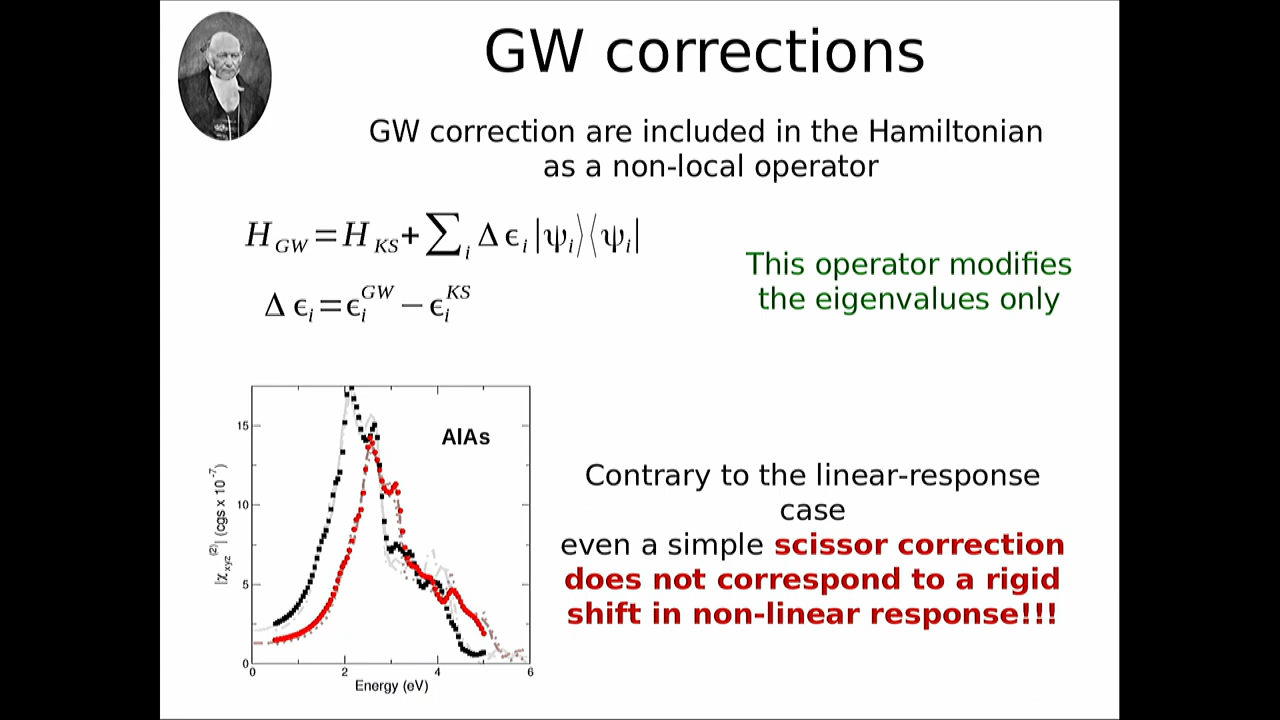 GW corrections
GW correction are included in the Hamiltonian
as a non-local operator
H_GW = H_KS + ∑_i Δ ϵ_i |ψ_i⟩⟨ψ_i|
Δ ϵ_i = ϵ_i^GW − ϵ_i^KS
This operator modifies
the eigenvalues only
AlAs
|χ_xyz^(2)| (cgs x 10^-7)
15
10
5
0
0 2 4 6
Energy (eV)
Contrary to the linear-response
case
even a simple scissor correction
does not correspond to a rigid
shift in non-linear response!!!